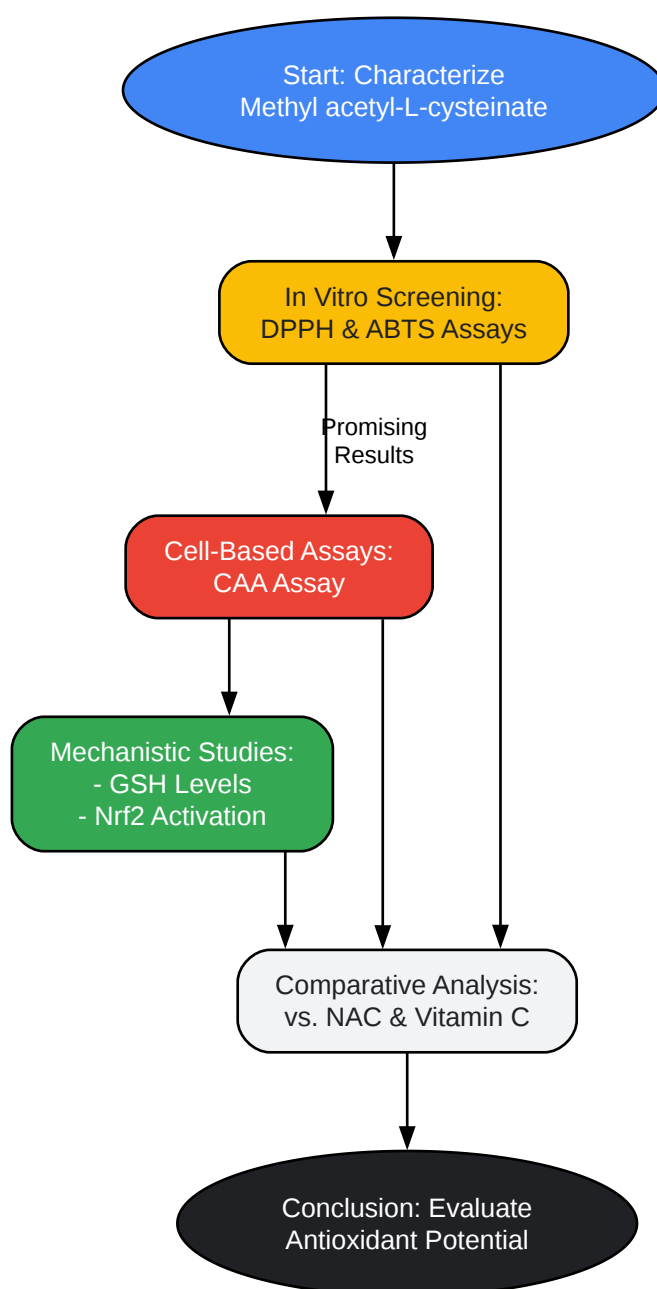 Start: Characterize
Methyl acetyl-L-cysteinate
In Vitro Screening:
DPPH & ABTS Assays
Promising
Results
Cell-Based Assays:
CAA Assay
Mechanistic Studies:
- GSH Levels
- Nrf2 Activation
Comparative Analysis:
vs. NAC & Vitamin C
Conclusion: Evaluate
Antioxidant Potential